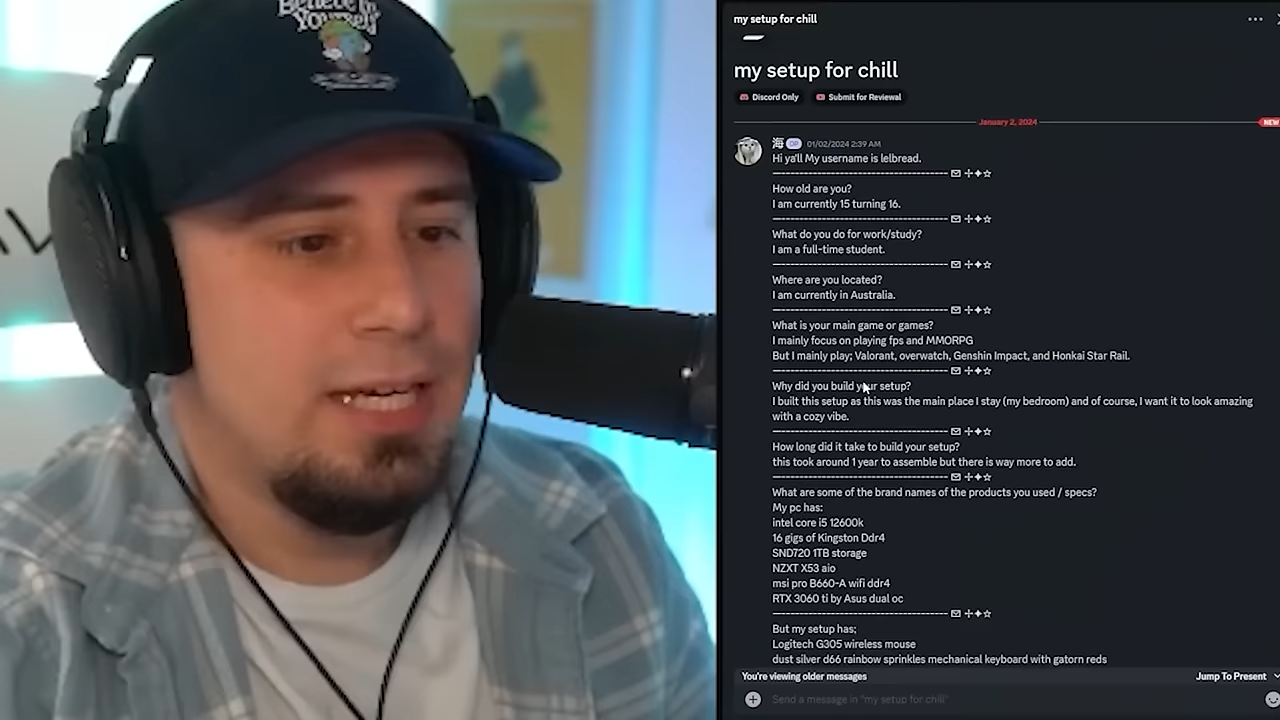 Believe In
Yourself
my setup for chill
my setup for chill
Discord Only
Submit for Reviewal
January 2, 2024
NEW
海 OP 01/02/2024 2:39 AM
Hi ya'll My username is lelbread.
How old are you?
I am currently 15 turning 16.
What do you do for work/study?
I am a full-time student.
Where are you located?
I am currently in Australia.
What is your main game or games?
I mainly focus on playing fps and MMORPG
But I mainly play; Valorant, overwatch, Genshin Impact, and Honkai Star Rail.
Why did you build your setup?
I built this setup as this was the main place I stay (my bedroom) and of course, I want it to look amazing
with a cozy vibe.
How long did it take to build your setup?
this took around 1 year to assemble but there is way more to add.
What are some of the brand names of the products you used / specs?
My pc has:
intel core i5 12600k
16 gigs of Kingston Ddr4
SND720 1TB storage
NZXT X53 aio
msi pro B660-A wifi ddr4
RTX 3060 ti by Asus dual oc
But my setup has;
Logitech G305 wireless mouse
dust silver d66 rainbow sprinkles mechanical keyboard with gatorn reds
You're viewing older messages
Jump To Present
Send a message in "my setup for chill"